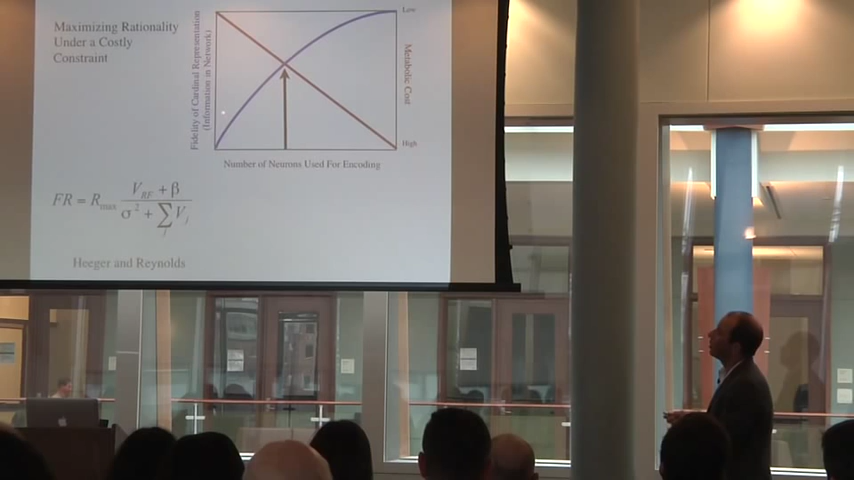 Maximizing Rationality
Under a Costly
Constraint
Fidelity of Cardinal Representation
(Information in Network)
Low
Metabolic Cost
High
Number of Neurons Used For Encoding
FR = R_max (V_RF + β) / (σ² + ∑_j V_j)
Heeger and Reynolds